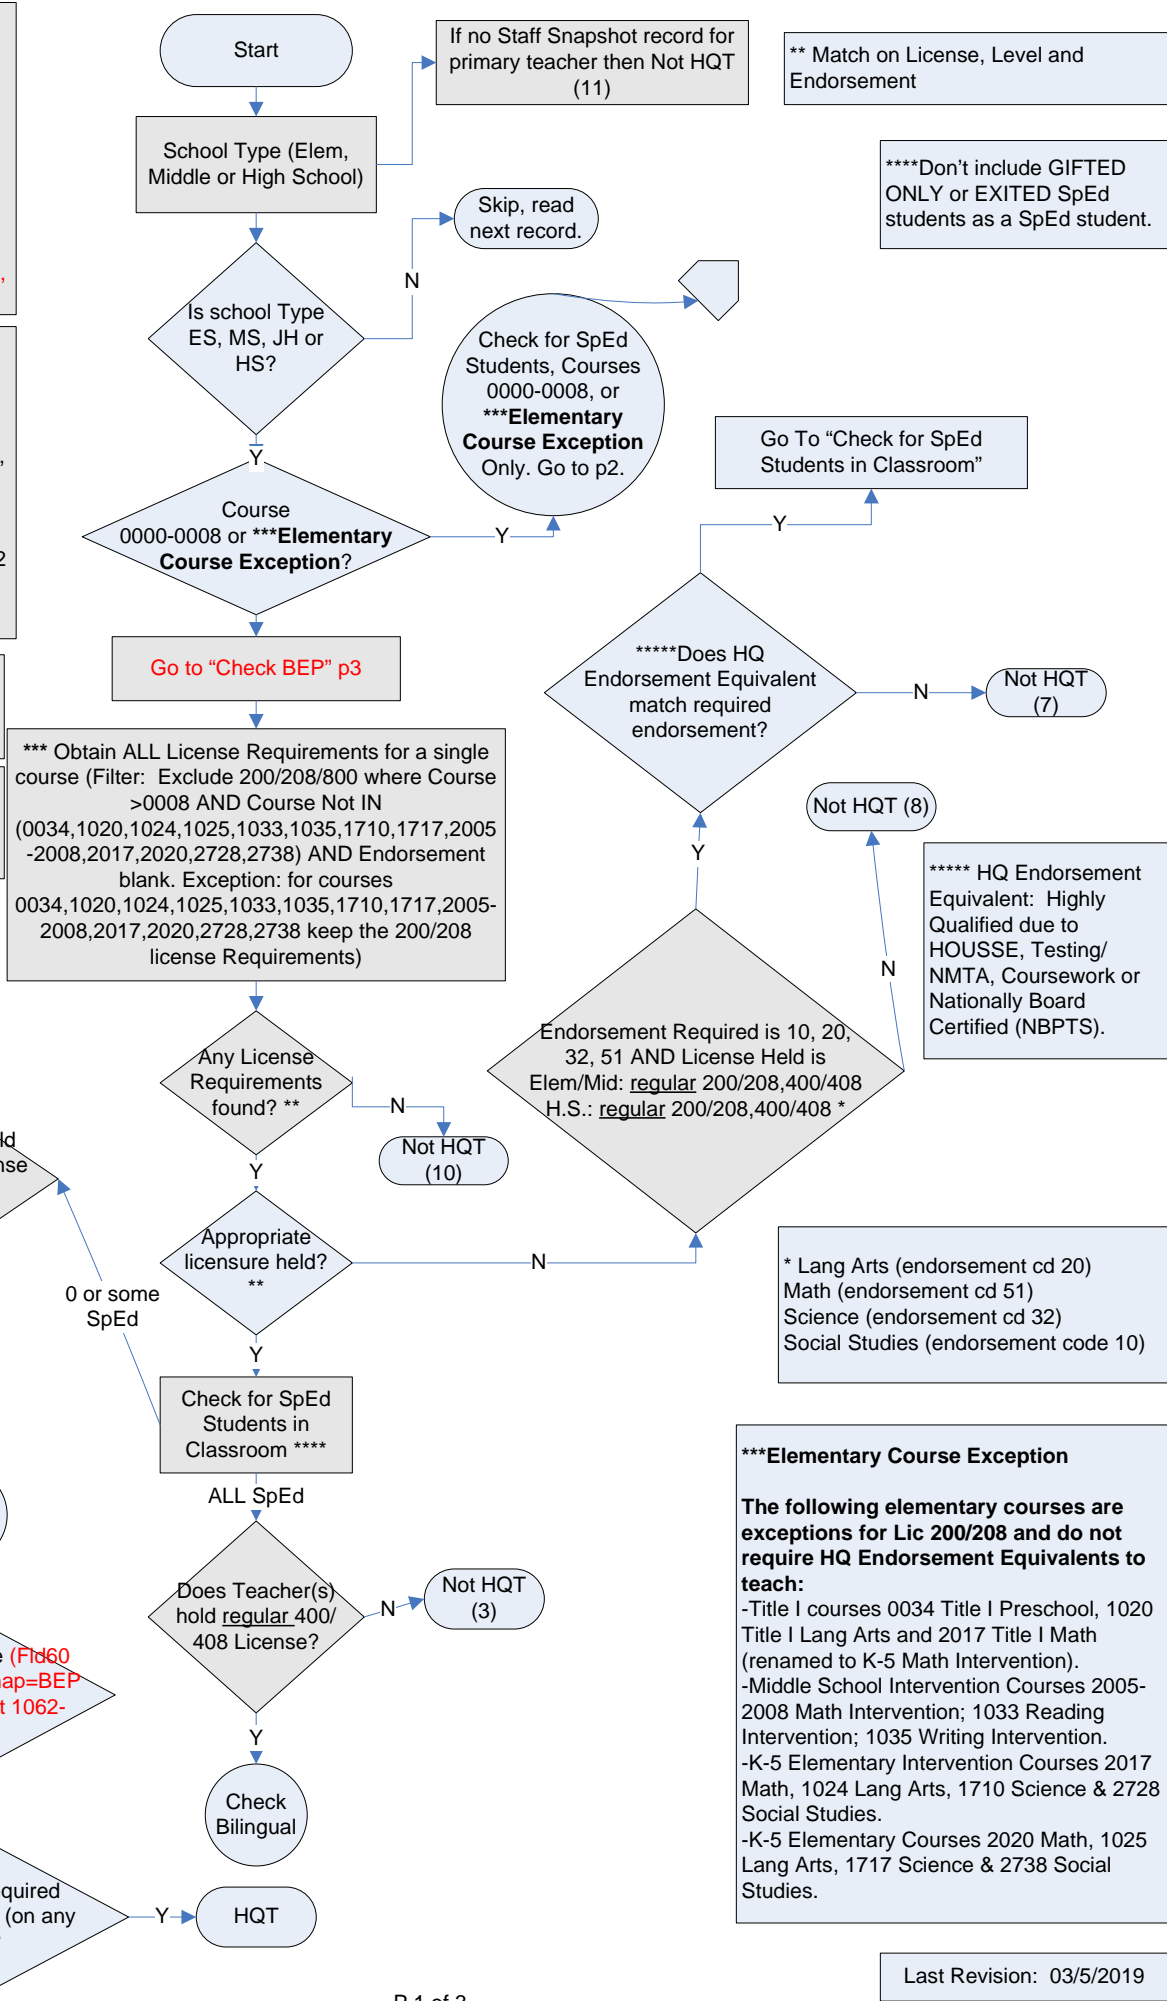 Start
If no Staff Snapshot record for
primary teacher then Not HQT
(11)
** Match on License, Level and
Endorsement
School Type (Elem,
Middle or High School)
****Don't include GIFTED
ONLY or EXITED SpEd
students as a SpEd student.
Skip, read
next record.
N
Is school Type
ES, MS, JH or
HS?
Y
Check for SpEd
Students, Courses
0000-0008, or
***Elementary
Course Exception
Only. Go to p2.
Go To “Check for SpEd
Students in Classroom”
Y
Course
0000-0008 or ***Elementary
Course Exception?
Y
2
Go to “Check BEP” p3
*****Does HQ
Endorsement Equivalent
match required
endorsement?
N
Not HQT
(7)
*** Obtain ALL License Requirements for a single
course (Filter: Exclude 200/208/800 where Course
>0008 AND Course Not IN
(0034,1020,1024,1025,1033,1035,1710,1717,2005
-2008,2017,2020,2728,2738) AND Endorsement
blank. Exception: for courses
0034,1020,1024,1025,1033,1035,1710,1717,2005-
2008,2017,2020,2728,2738 keep the 200/208
license Requirements)
Not HQT (8)
Y
N
***** HQ Endorsement
Equivalent: Highly
Qualified due to
HOUSSE, Testing/
NMTA, Coursework or
Nationally Board
Certified (NBPTS).
Endorsement Required is 10, 20,
32, 51 AND License Held is
Elem/Mid: regular 200/208,400/408
H.S.: regular 200/208,400/408 *
Any License
Requirements
found? **
N
Not HQT
(10)
Y
Appropriate
licensure held?
**
N
0 or some
SpEd
* Lang Arts (endorsement cd 20)
Math (endorsement cd 51)
Science (endorsement cd 32)
Social Studies (endorsement code 10)
Y
Check for SpEd
Students in
Classroom ****
ALL SpEd
Does Teacher(s)
hold regular 400/
408 License?
N
Not HQT
(3)
Y
Check
Bilingual
***Elementary Course Exception
The following elementary courses are
exceptions for Lic 200/208 and do not
require HQ Endorsement Equivalents to
teach:
-Title I courses 0034 Title I Preschool, 1020
Title I Lang Arts and 2017 Title I Math
(renamed to K-5 Math Intervention).
-Middle School Intervention Courses 2005-
2008 Math Intervention; 1033 Reading
Intervention; 1035 Writing Intervention.
-K-5 Elementary Intervention Courses 2017
Math, 1024 Lang Arts, 1710 Science & 2728
Social Studies.
-K-5 Elementary Courses 2020 Math, 1025
Lang Arts, 1717 Science & 2738 Social
Studies.
(Fld60
=BEP
1062-
(on any
Y
HQT
Last Revision: 03/5/2019